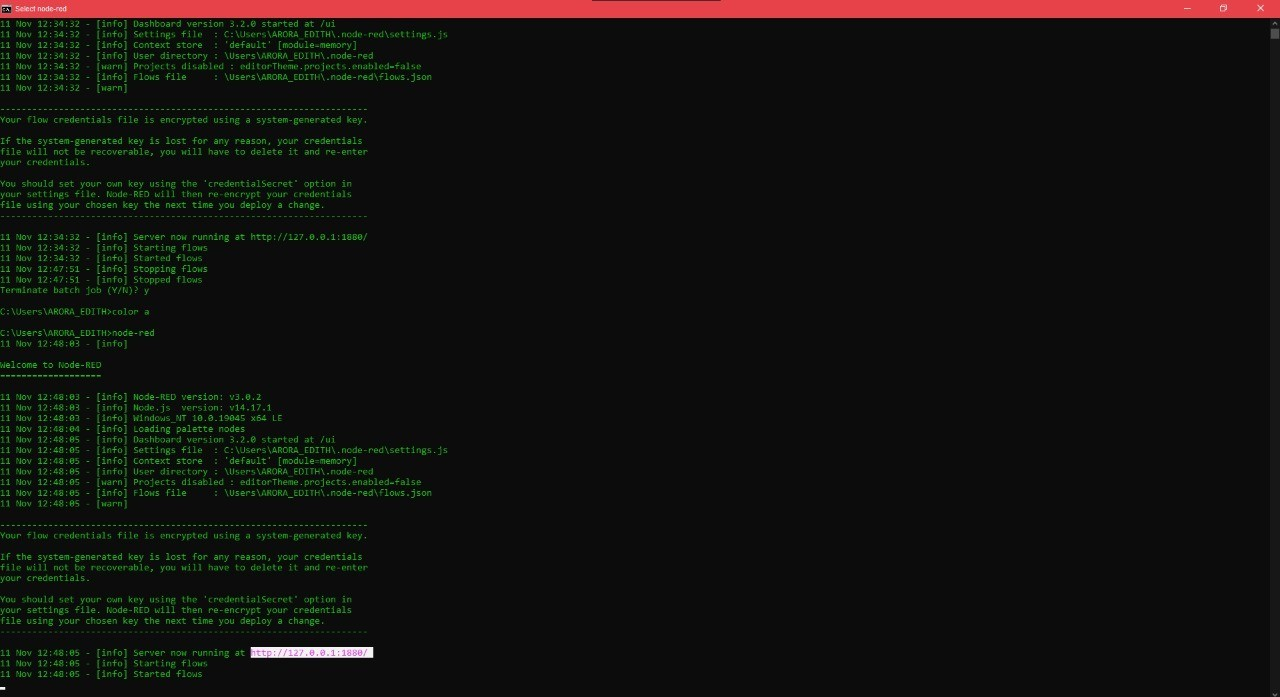 Select node-red
11 Nov 12:34:32 - [info] Dashboard version 3.2.0 started at /ui
11 Nov 12:34:32 - [info] Settings file  : C:\Users\ARORA_EDITH\.node-red\settings.js
11 Nov 12:34:32 - [info] Context store  : 'default' [module=memory]
11 Nov 12:34:32 - [info] User directory : \Users\ARORA_EDITH\.node-red
11 Nov 12:34:32 - [warn] Projects disabled : editorTheme.projects.enabled=false
11 Nov 12:34:32 - [info] Flows file     : \Users\ARORA_EDITH\.node-red\flows.json
11 Nov 12:34:32 - [warn]
---------------------------------------------------------------------
Your flow credentials file is encrypted using a system-generated key.
If the system-generated key is lost for any reason, your credentials
file will not be recoverable, you will have to delete it and re-enter
your credentials.
You should set your own key using the 'credentialSecret' option in
your settings file. Node-RED will then re-encrypt your credentials
file using your chosen key the next time you deploy a change.
---------------------------------------------------------------------
11 Nov 12:34:32 - [info] Server now running at http://127.0.0.1:1880/
11 Nov 12:34:32 - [info] Starting flows
11 Nov 12:34:32 - [info] Started flows
11 Nov 12:47:51 - [info] Stopping flows
11 Nov 12:47:51 - [info] Stopped flows
Terminate batch job (Y/N)? y
C:\Users\ARORA_EDITH>color a
C:\Users\ARORA_EDITH>node-red
11 Nov 12:48:03 - [info]
Welcome to Node-RED
===================
11 Nov 12:48:03 - [info] Node-RED version: v3.0.2
11 Nov 12:48:03 - [info] Node.js  version: v14.17.1
11 Nov 12:48:03 - [info] Windows_NT 10.0.19045 x64 LE
11 Nov 12:48:04 - [info] Loading palette nodes
11 Nov 12:48:05 - [info] Dashboard version 3.2.0 started at /ui
11 Nov 12:48:05 - [info] Settings file  : C:\Users\ARORA_EDITH\.node-red\settings.js
11 Nov 12:48:05 - [info] Context store  : 'default' [module=memory]
11 Nov 12:48:05 - [info] User directory : \Users\ARORA_EDITH\.node-red
11 Nov 12:48:05 - [warn] Projects disabled : editorTheme.projects.enabled=false
11 Nov 12:48:05 - [info] Flows file     : \Users\ARORA_EDITH\.node-red\flows.json
11 Nov 12:48:05 - [warn]
---------------------------------------------------------------------
Your flow credentials file is encrypted using a system-generated key.
If the system-generated key is lost for any reason, your credentials
file will not be recoverable, you will have to delete it and re-enter
your credentials.
You should set your own key using the 'credentialSecret' option in
your settings file. Node-RED will then re-encrypt your credentials
file using your chosen key the next time you deploy a change.
---------------------------------------------------------------------
11 Nov 12:48:05 - [info] Server now running at http://127.0.0.1:1880/
11 Nov 12:48:05 - [info] Starting flows
11 Nov 12:48:05 - [info] Started flows